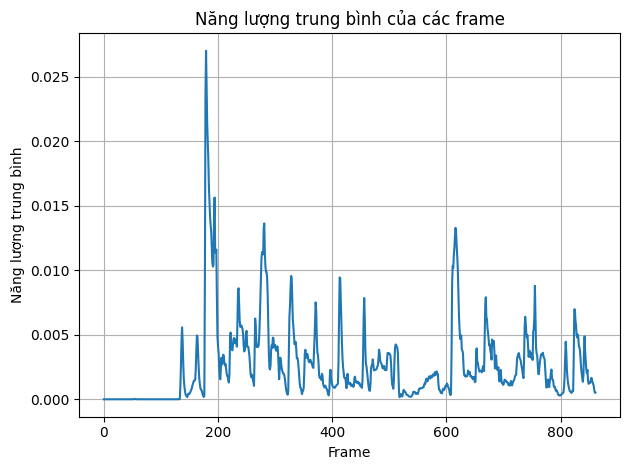 Năng lượng trung bình của các frame
Năng lượng trung bình
0.025
0.020
0.015
0.010
0.005
0.000
0 200 400 600 800
Frame